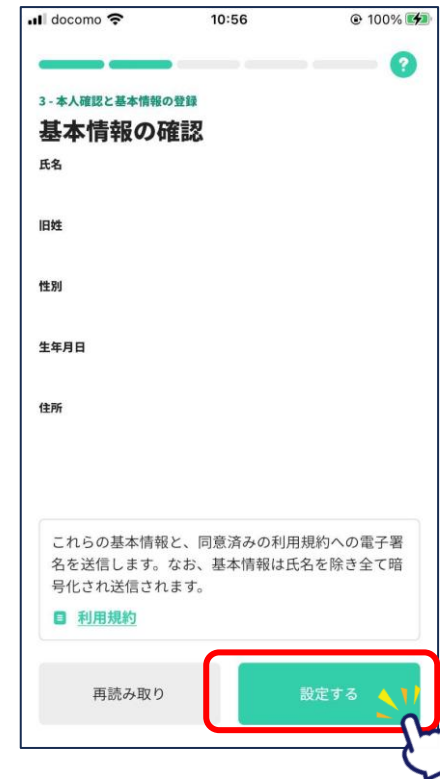 docomo 10:56 100%
?
3 - 本人確認と基本情報の登録
基本情報の確認
氏名
旧姓
性別
生年月日
住所
これらの基本情報と、同意済みの利用規約への電子署
名を送信します。なお、基本情報は氏名を除き全て暗
号化され送信されます。
利用規約
再読み取り 設定する